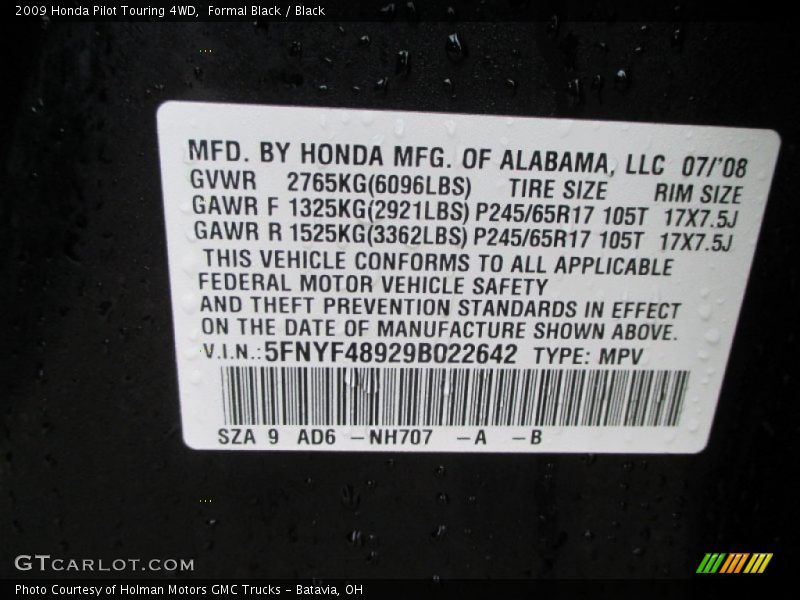 2009 Honda Pilot Touring 4WD,  Formal Black / Black
MFD. BY HONDA MFG. OF ALABAMA, LLC 07/'08
GVWR 2765KG(6096LBS) TIRE SIZE RIM SIZE
GAWR F 1325KG(2921LBS) P245/65R17 105T 17X7.5J
GAWR R 1525KG(3362LBS) P245/65R17 105T 17X7.5J
THIS VEHICLE CONFORMS TO ALL APPLICABLE
FEDERAL MOTOR VEHICLE SAFETY
AND THEFT PREVENTION STANDARDS IN EFFECT
ON THE DATE OF MANUFACTURE SHOWN ABOVE.
V.I.N.: 5FNYF48929B022642 TYPE: MPV
SZA 9 AD6 –NH707 –A –B
GTCARLOT.COM
Photo Courtesy of Holman Motors GMC Trucks - Batavia, OH